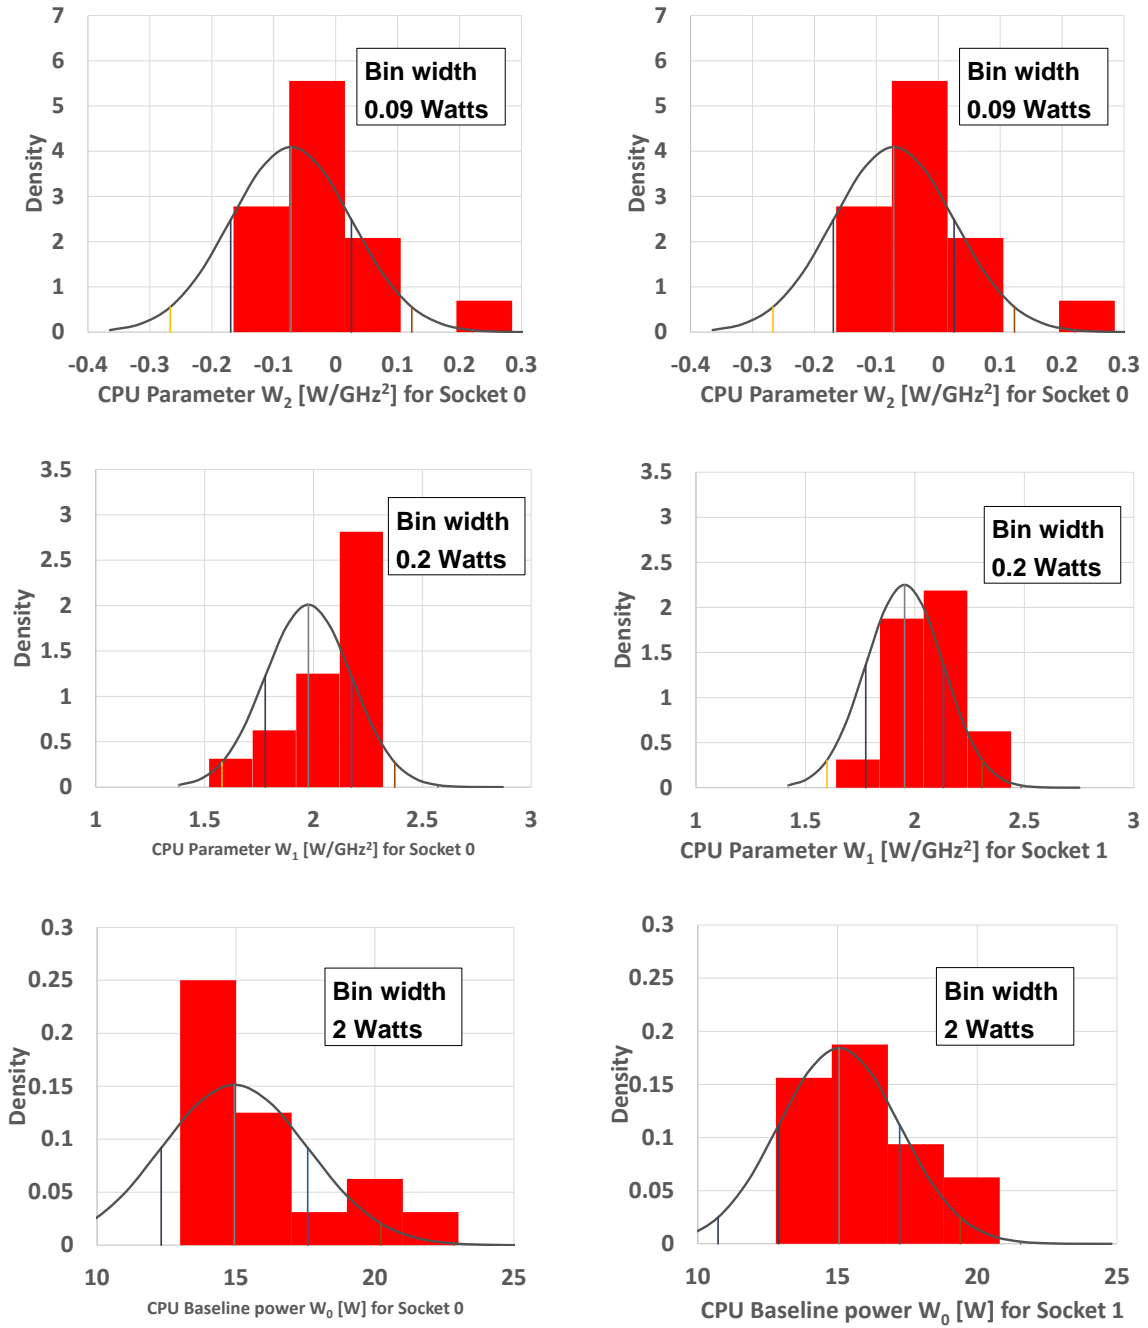 7
6
5
4
3
2
1
0
Density
Bin width
0.09 Watts
-0.4 -0.3 -0.2 -0.1 0 0.1 0.2 0.3
CPU Parameter W₂ [W/GHz²] for Socket 0
7
6
5
4
3
2
1
0
Density
Bin width
0.09 Watts
-0.4 -0.3 -0.2 -0.1 0 0.1 0.2 0.3
CPU Parameter W₂ [W/GHz²] for Socket 0
3.5
3
2.5
2
1.5
1
0.5
0
Density
Bin width
0.2 Watts
1 1.5 2 2.5 3
CPU Parameter W₁ [W/GHz²] for Socket 0
3.5
3
2.5
2
1.5
1
0.5
0
Density
Bin width
0.2 Watts
1 1.5 2 2.5 3
CPU Parameter W₁ [W/GHz²] for Socket 1
0.3
0.25
0.2
0.15
0.1
0.05
0
Density
Bin width
2 Watts
10 15 20 25
CPU Baseline power W₀ [W] for Socket 0
0.3
0.25
0.2
0.15
0.1
0.05
0
Density
Bin width
2 Watts
10 15 20 25
CPU Baseline power W₀ [W] for Socket 1